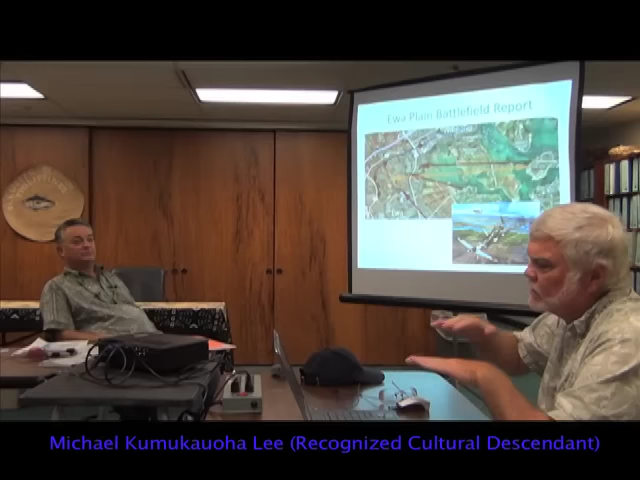 Ewa Plain Battlefield Report
Michael Kumukauoha Lee (Recognized Cultural Descendant)